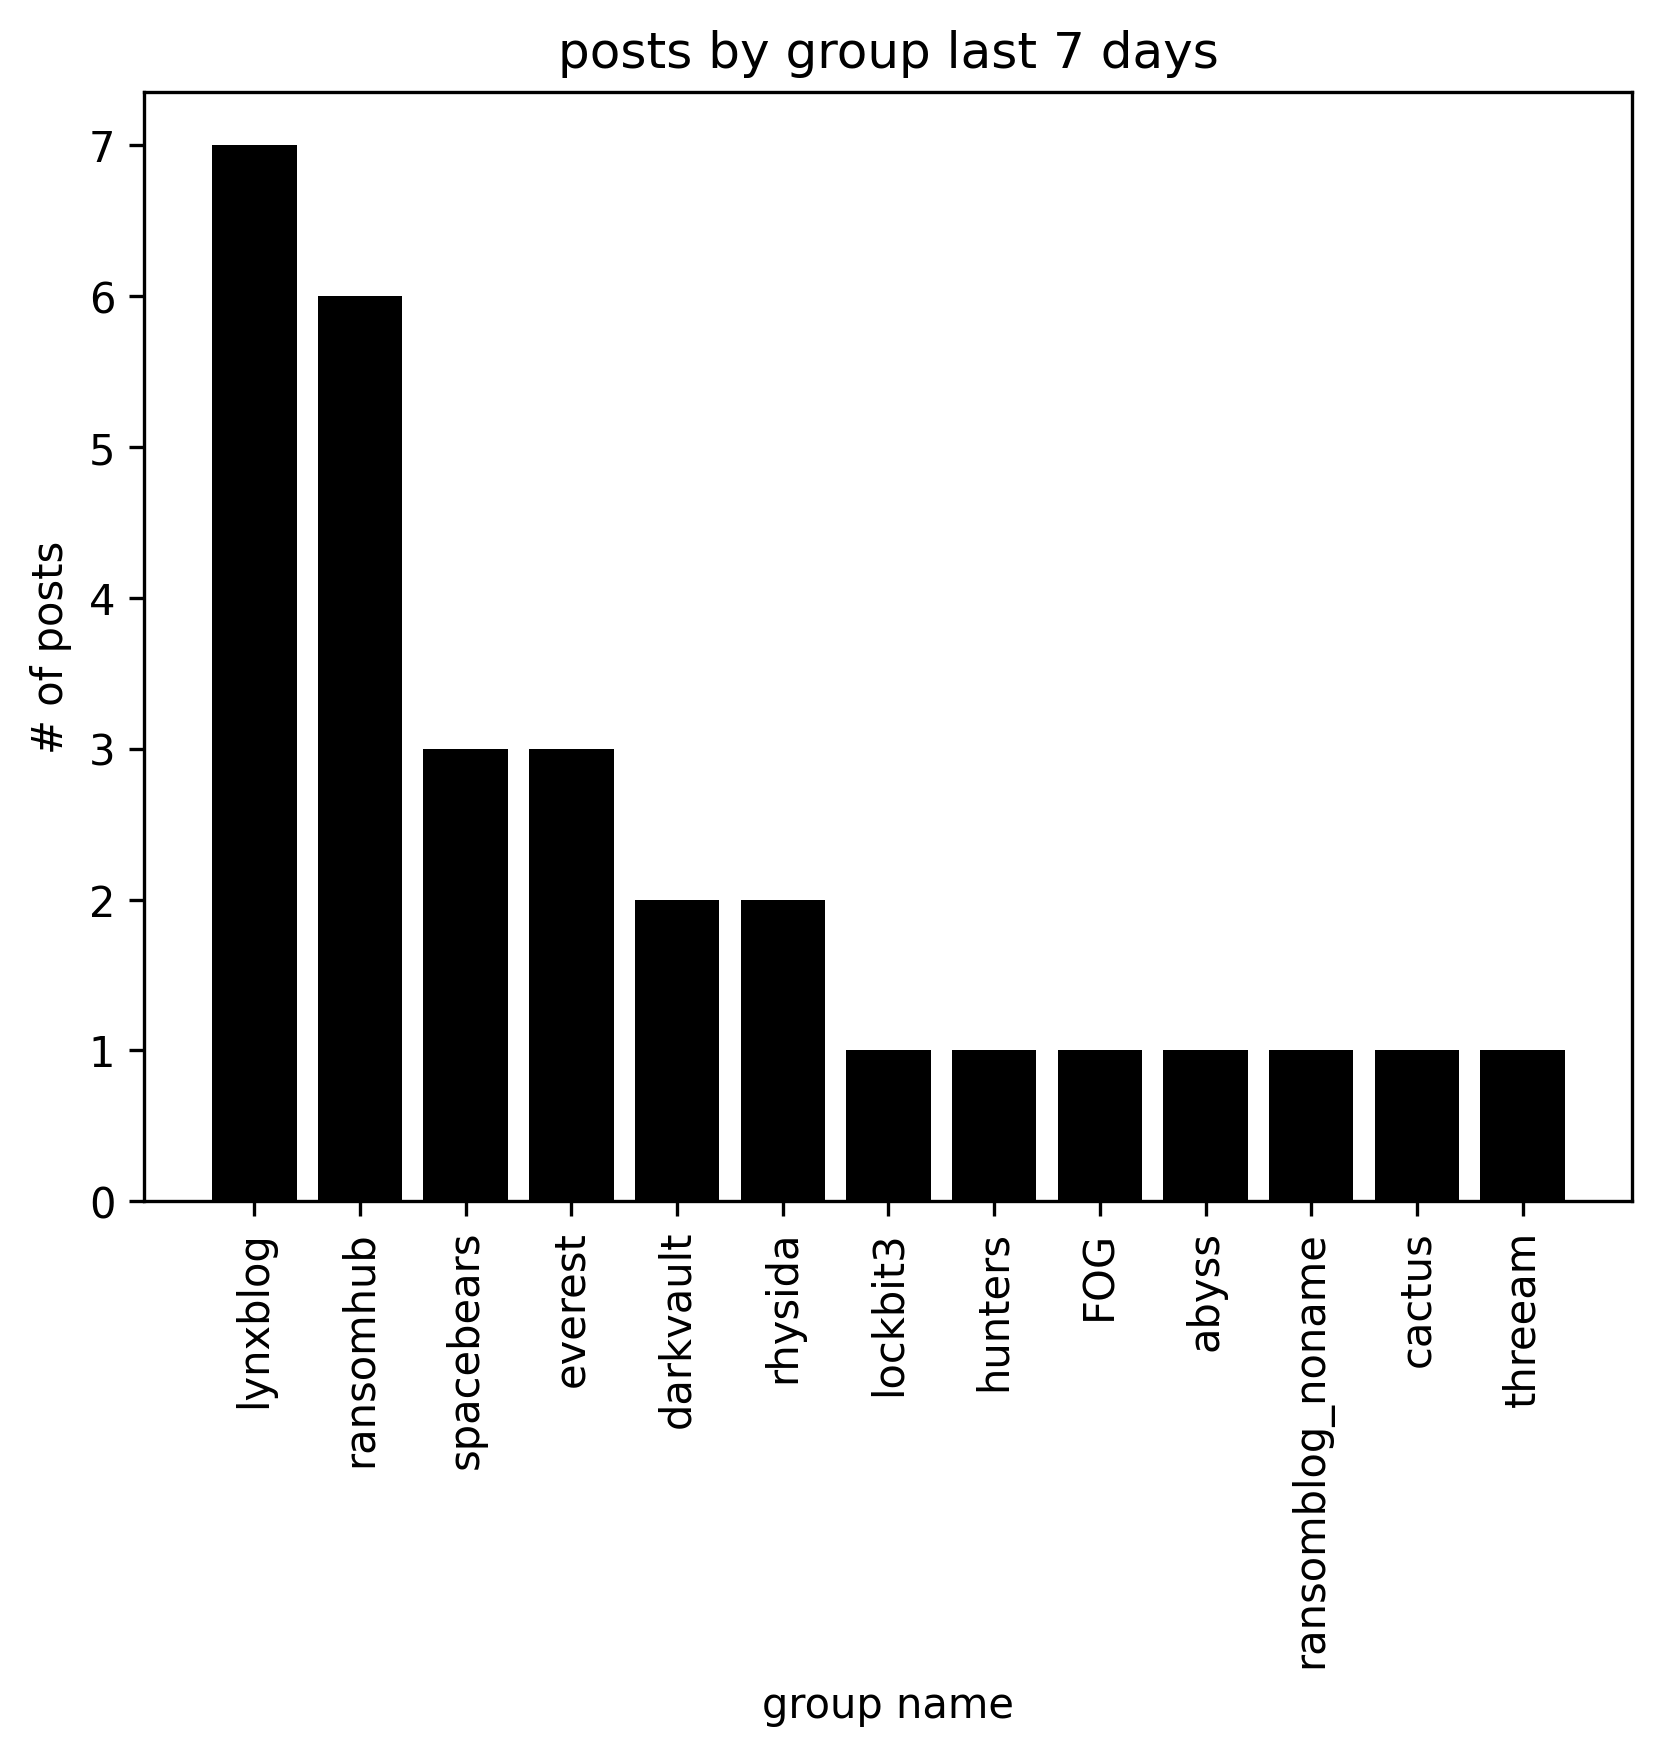 posts by group last 7 days
# of posts
7
6
5
4
3
2
1
0
lynxblog
ransomhub
spacebears
everest
darkvault
rhysida
lockbit3
hunters
FOG
abyss
ransomblog_noname
cactus
threeam
group name